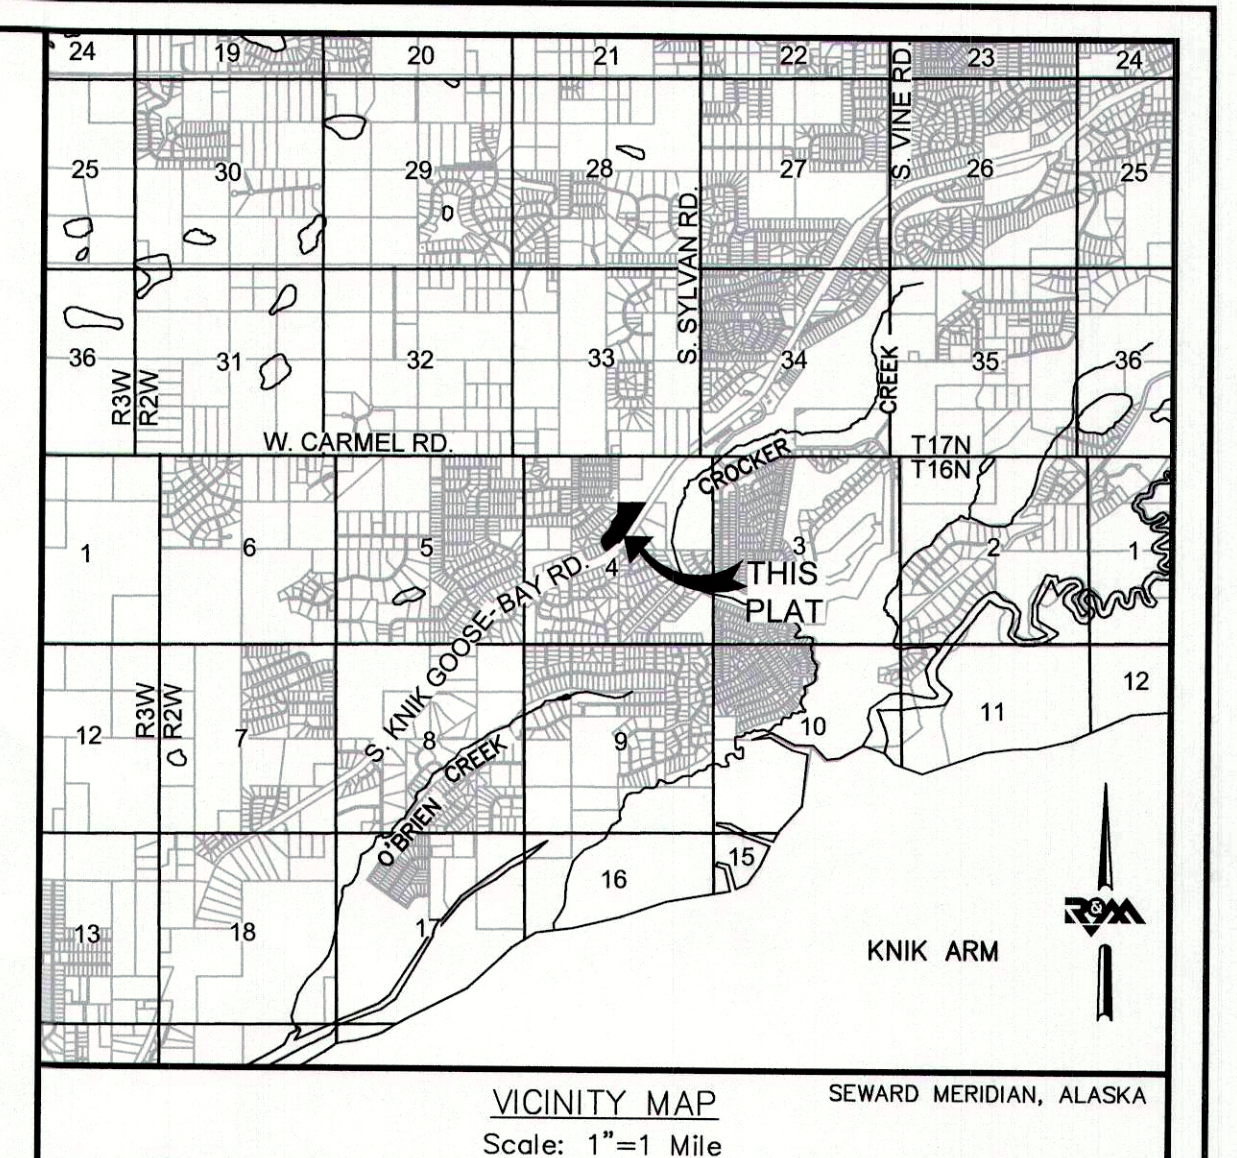 24 19 20 21 22 23 24
S. VINE RD.
25 30 29 28 27 26 25
S. SYLVAN RD.
36 31 32 33 34 35 36
R3W
R2W
CREEK
W. CARMEL RD.
T17N
T16N
CROCKER
1 6 5 4 3 2 1
THIS
PLAT
S. KNIK GOOSE-BAY RD.
R3W
R2W
12 7 8 9 10 11 12
O'BRIEN CREEK
13 18 17 16 15
R&M
KNIK ARM
VICINITY MAP
SEWARD MERIDIAN, ALASKA
Scale: 1"=1 Mile